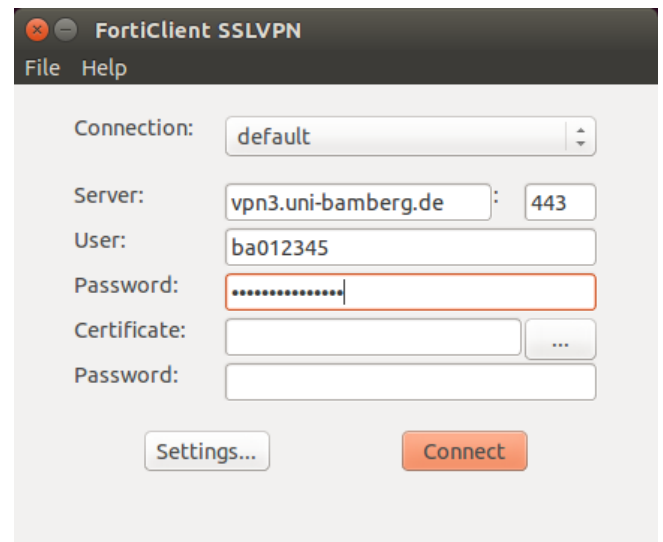 FortiClient SSLVPN
File Help
Connection: default
Server: vpn3.uni-bamberg.de : 443
User: ba012345
Password: •••••••••••••••
Certificate: ...
Password:
Settings... Connect